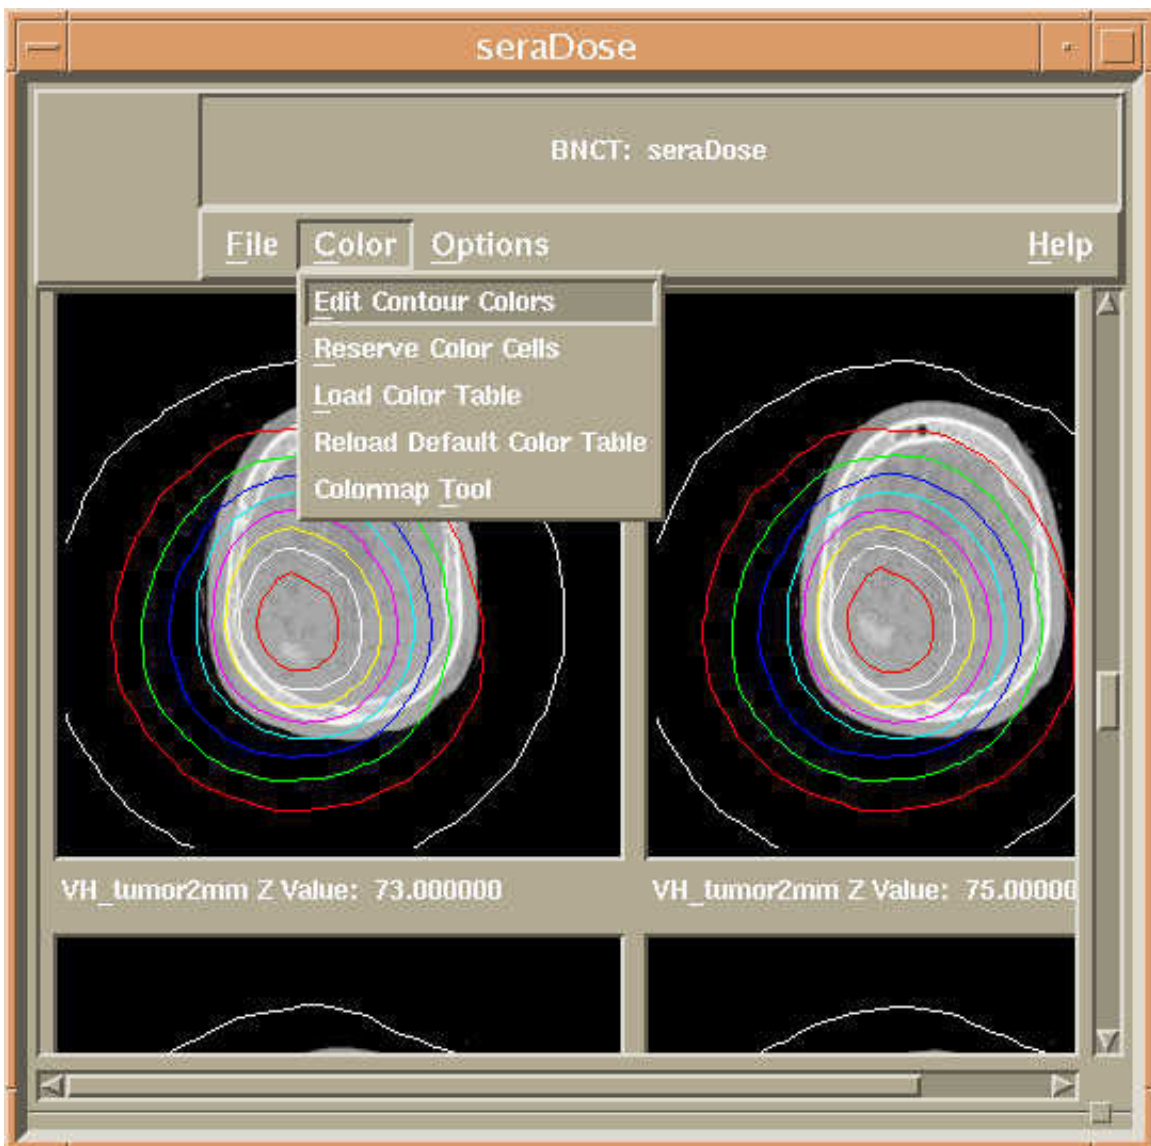 seraDose
BNCT: seraDose
File Color Options Help
Edit Contour Colors
Reserve Color Cells
Load Color Table
Reload Default Color Table
Colormap Tool
VH_tumor2mm Z Value: 73.000000 VH_tumor2mm Z Value: 75.00000